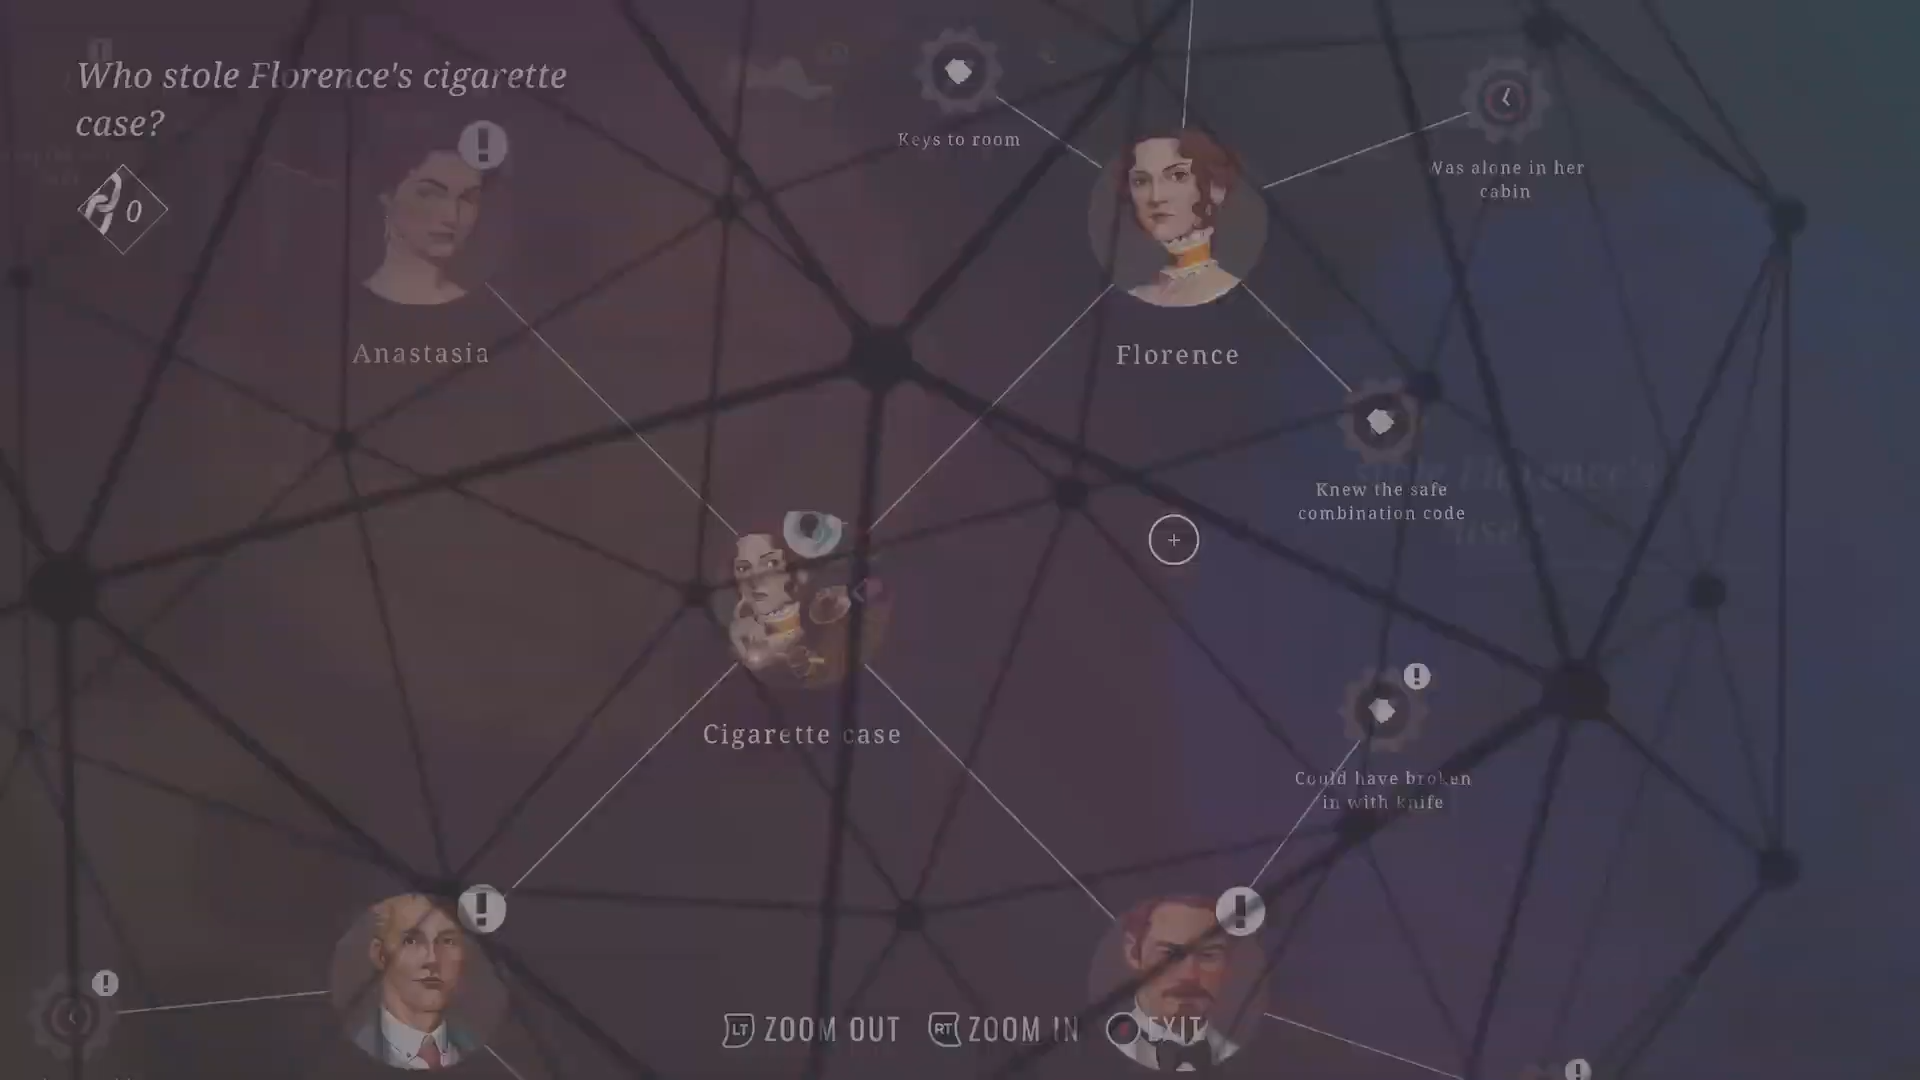 Who stole Florence's cigarette
case?
0
Keys to room
Was alone in her
cabin
Anastasia
Florence
Knew the safe
combination code
Cigarette case
Could have broken
in with knife
LT ZOOM OUT RT ZOOM IN EXIT